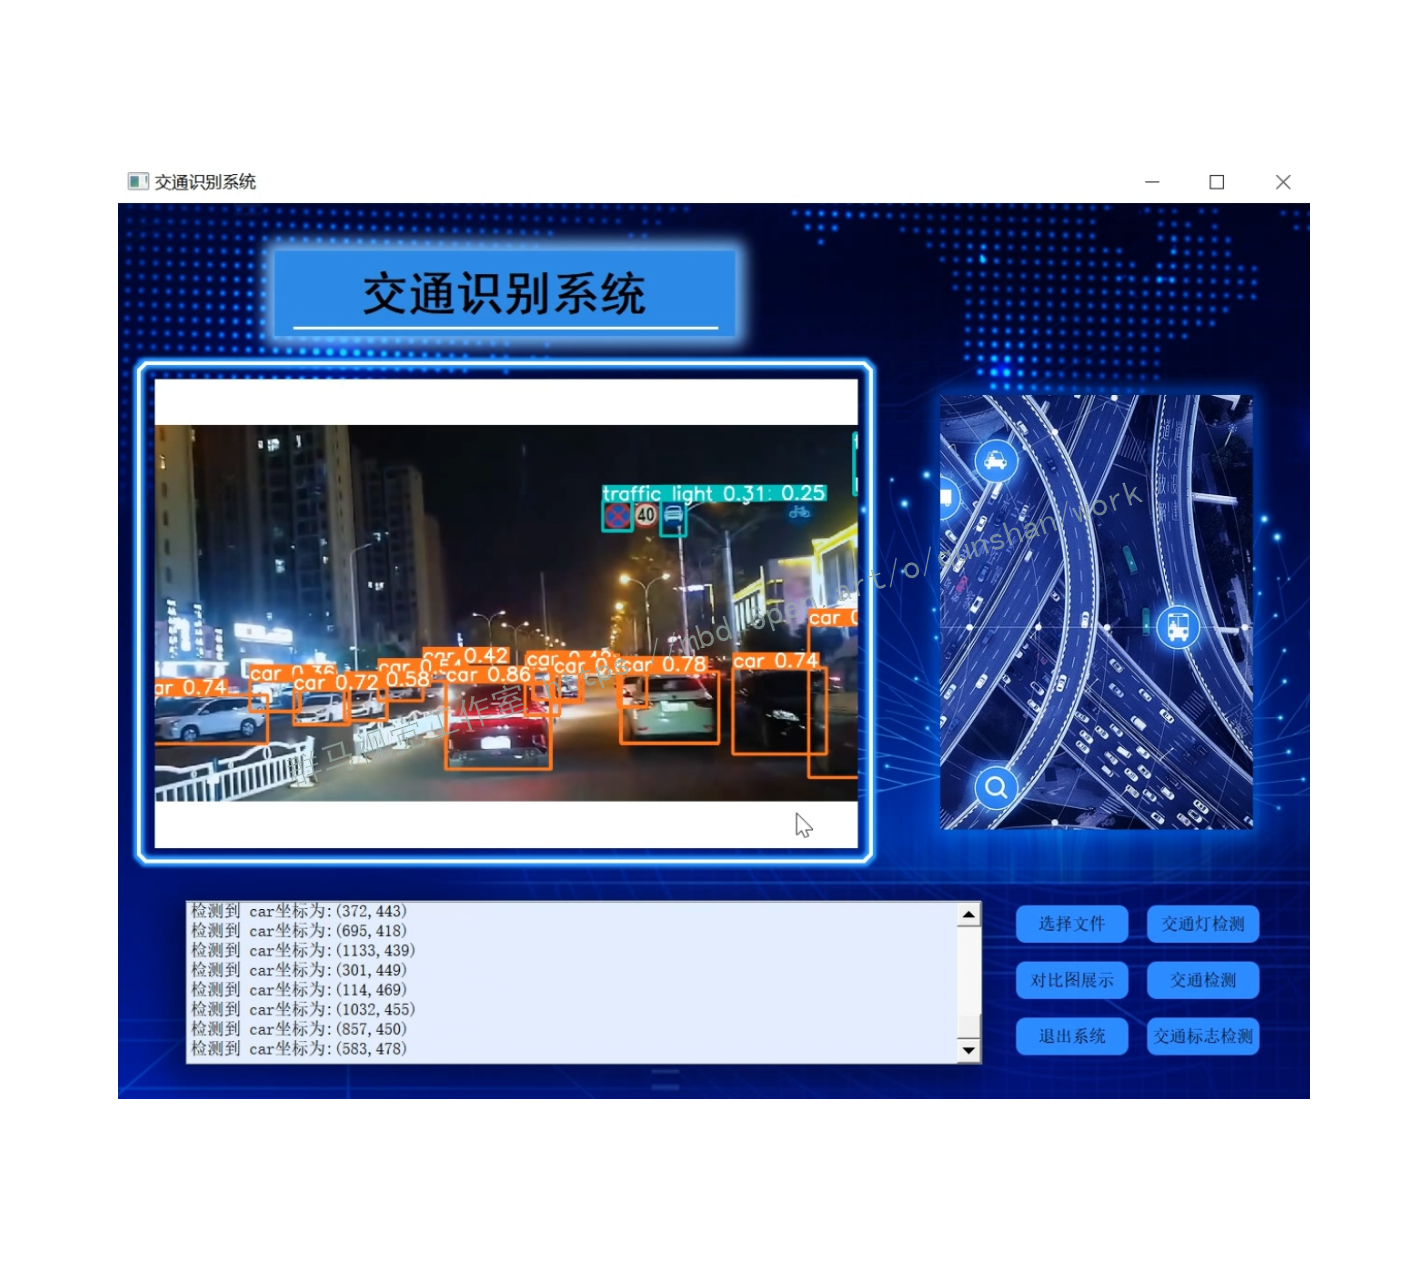 交通识别系统
交通识别系统
traffic light 0.31: 0.25
40
car 0.42
car 0.36
car 0.54
car 0.78
car 0.74
car 0.86
car 0.72
0.58
ar 0.74
car
car
检测到 car坐标为:(372,443)
检测到 car坐标为:(695,418)
检测到 car坐标为:(1133,439)
检测到 car坐标为:(301,449)
检测到 car坐标为:(114,469)
检测到 car坐标为:(1032,455)
检测到 car坐标为:(857,450)
检测到 car坐标为:(583,478)
选择文件
交通灯检测
对比图展示
交通检测
退出系统
交通标志检测